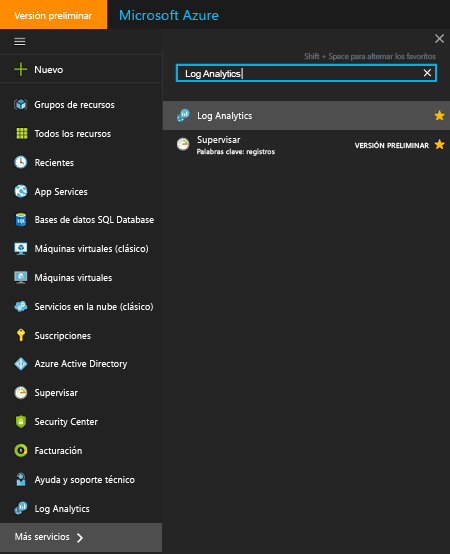 Versión preliminar
Microsoft Azure
Nuevo
Grupos de recursos
Todos los recursos
Recientes
App Services
Bases de datos SQL Database
Máquinas virtuales (clásico)
Máquinas virtuales
Servicios en la nube (clásico)
Suscripciones
Azure Active Directory
Supervisar
Security Center
Facturación
Ayuda y soporte técnico
Log Analytics
Más servicios
Shift + Space para alternar los favoritos
Log Analytics
Log Analytics
Supervisar
Palabras clave: registros
VERSIÓN PRELIMINAR